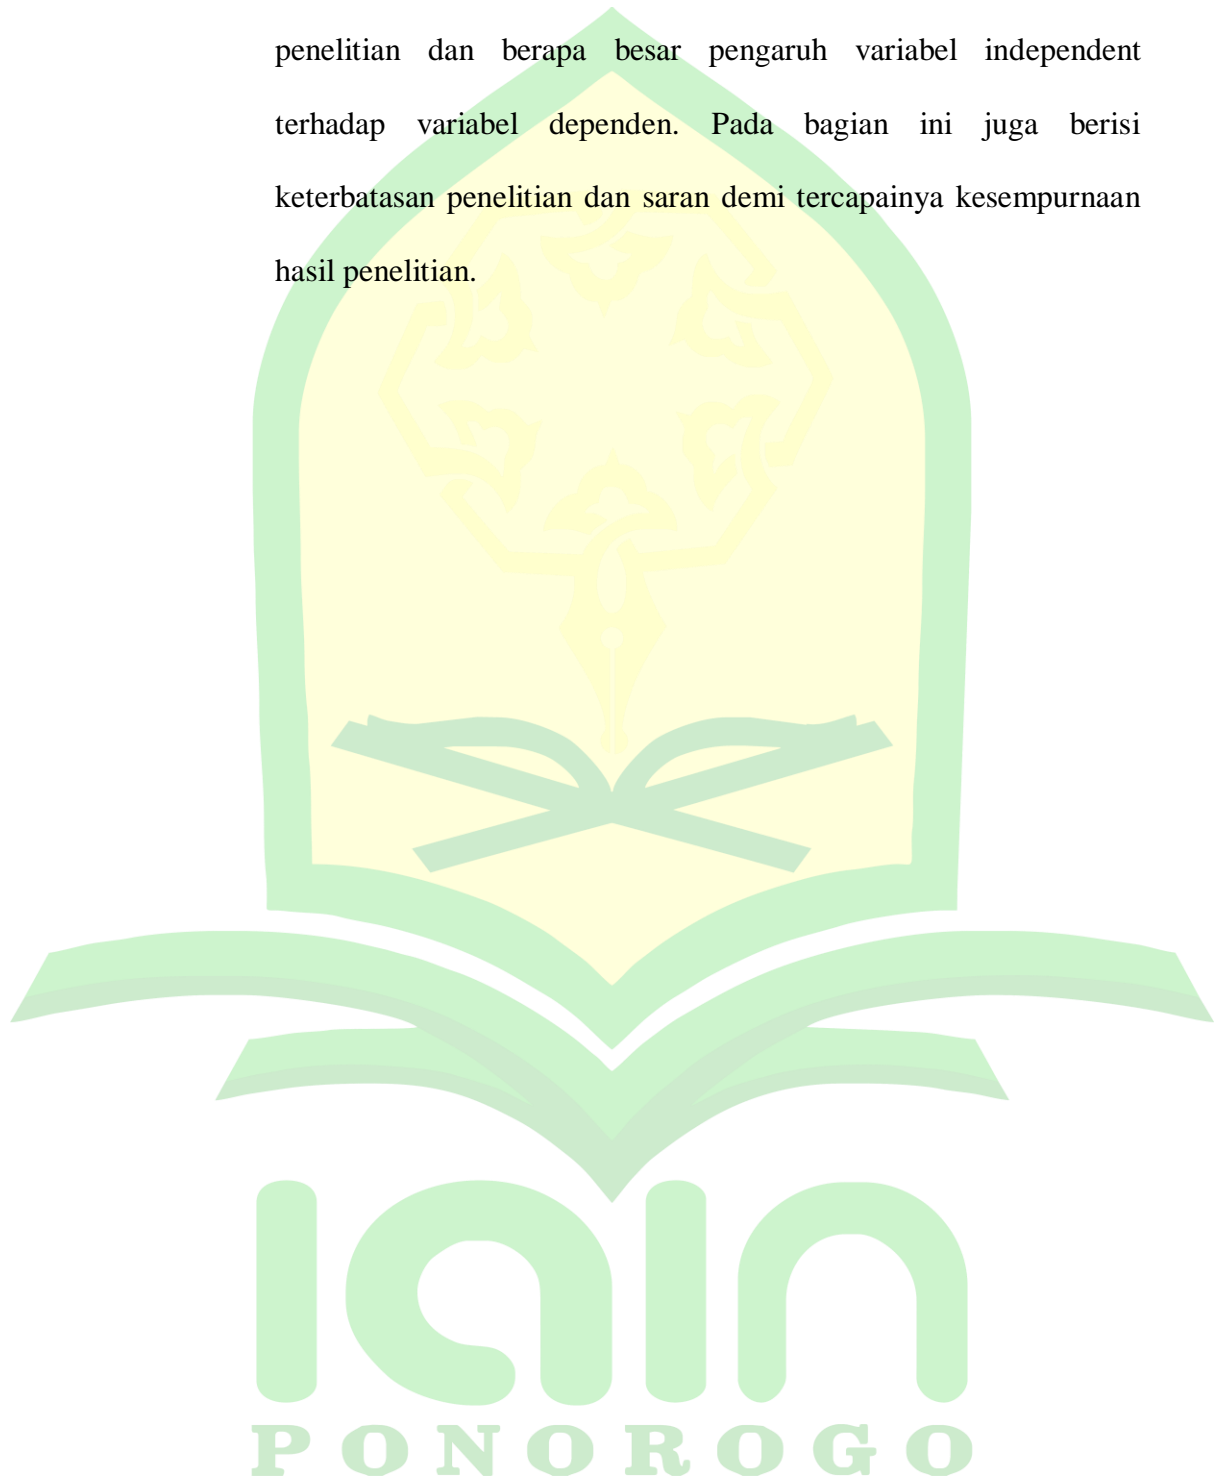 penelitian dan berapa besar pengaruh variabel independent
terhadap variabel dependen. Pada bagian ini juga berisi
keterbatasan penelitian dan saran demi tercapainya kesempurnaan
hasil penelitian.
iain
PONOROGO